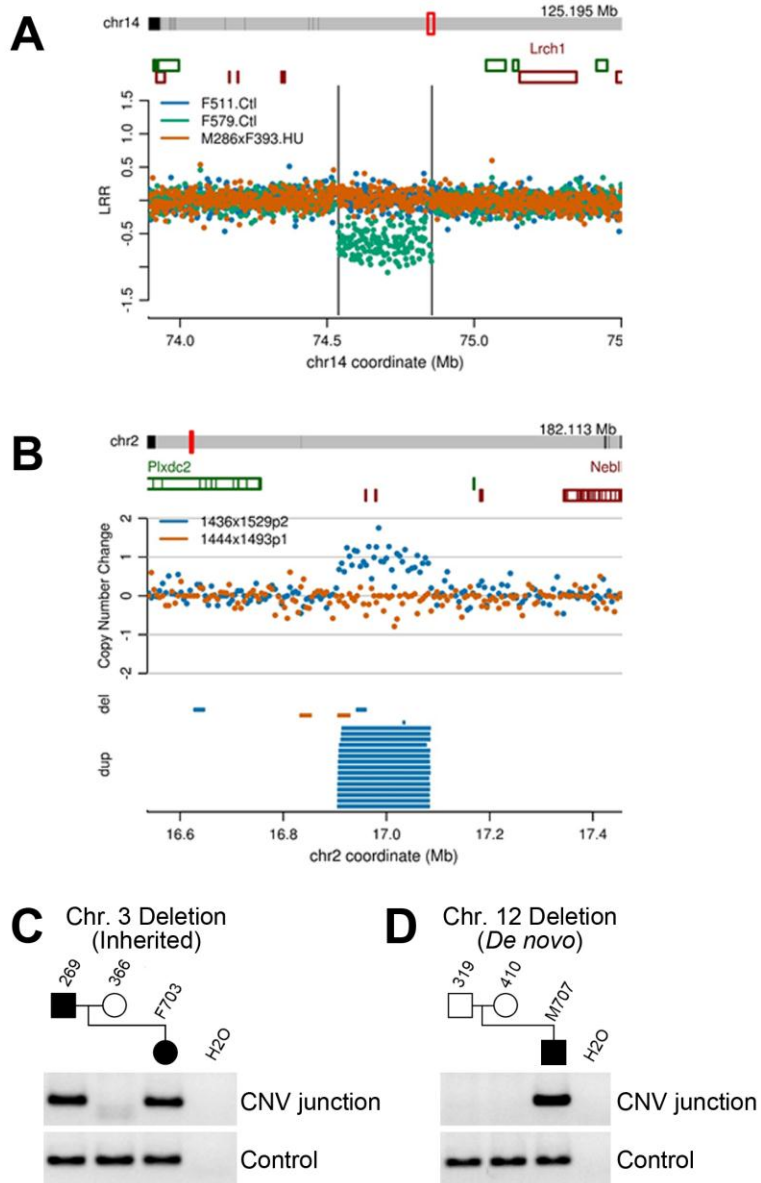 A
chr14
125.195 Mb
Lrch1
F511.Ctl
F579.Ctl
M286xF393.HU
LRR
1.5
0.5
-0.5
-1.5
74.0
74.5
75.0
75
chr14 coordinate (Mb)
B
chr2
182.113 Mb
Plxdc2
Nebl
1436x1529p2
1444x1493p1
Copy Number Change
2
1
0
-1
-2
del
dup
16.6
16.8
17.0
17.2
17.4
chr2 coordinate (Mb)
C
Chr. 3 Deletion
(Inherited)
269
366
F703
H2O
CNV junction
Control
D
Chr. 12 Deletion
(De novo)
319
410
M707
H2O
CNV junction
Control